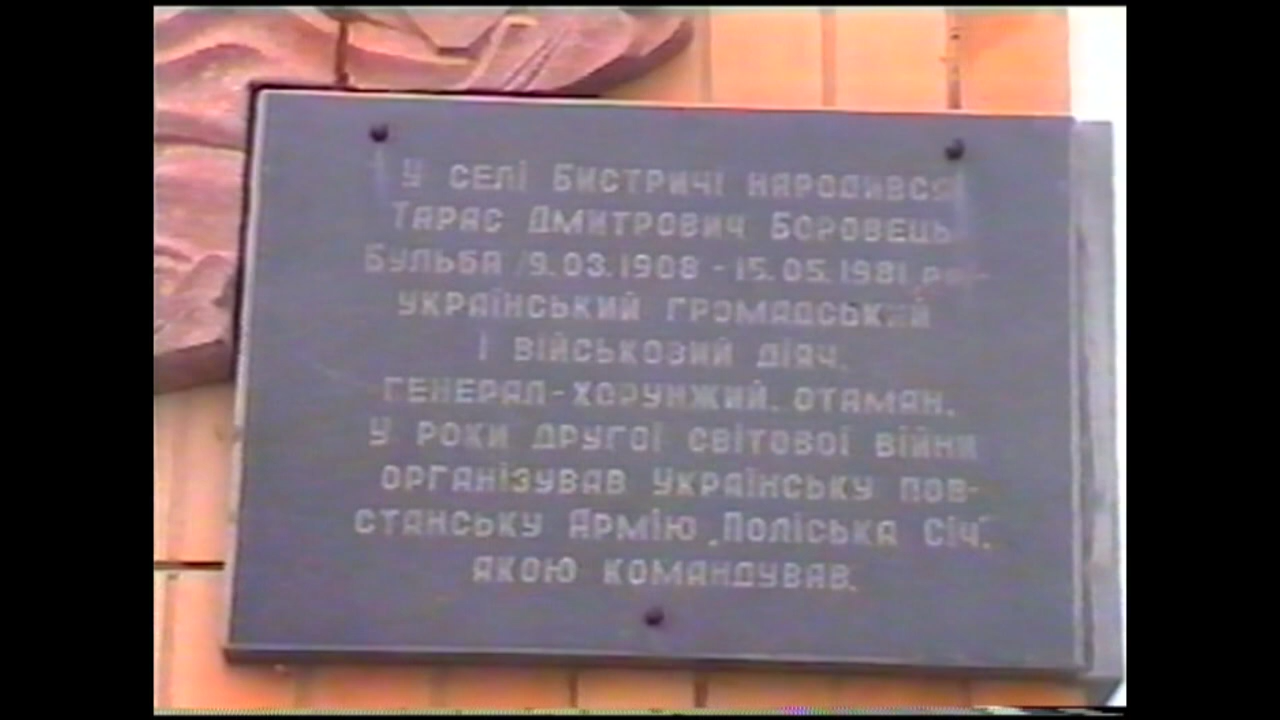 У СЕЛІ БИСТРИЧІ НАРОДИВСЯ
ТАРАС ДМИТРОВИЧ БОРОВЕЦЬ
БУЛЬБА /9.03.1908 - 15.05.1981
УКРАЇНСЬКИЙ ГРОМАДСЬКИЙ
І ВІЙСЬКОВИЙ ДІЯЧ,
ГЕНЕРАЛ-ХОРУНЖИЙ. ОТАМАН.
У РОКИ ДРУГОЇ СВІТОВОЇ ВІЙНИ
ОРГАНІЗУВАВ УКРАЇНСЬКУ ПОВ-
СТАНСЬКУ АРМІЮ „ПОЛІСЬКА СІЧ",
ЯКОЮ КОМАНДУВАВ.